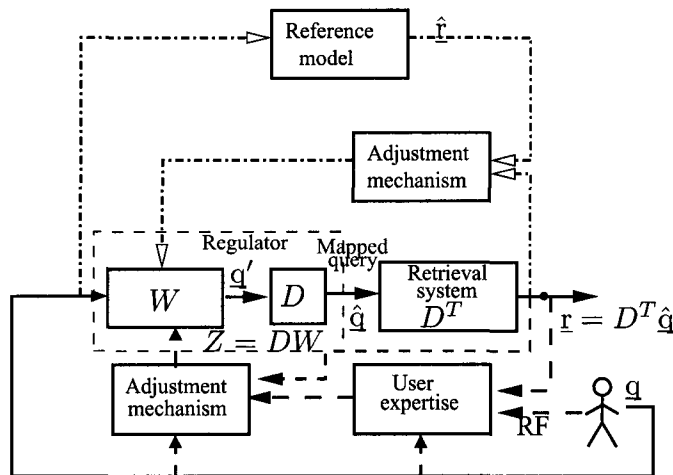 Reference
model
r̲̂
Adjustment
mechanism
Regulator
Mapped
query
W
q̲′
D
q̲̂
Retrieval
system
D^T
r̲ = D^T q̲̂
Z = DW
Adjustment
mechanism
User
expertise
RF
q̲